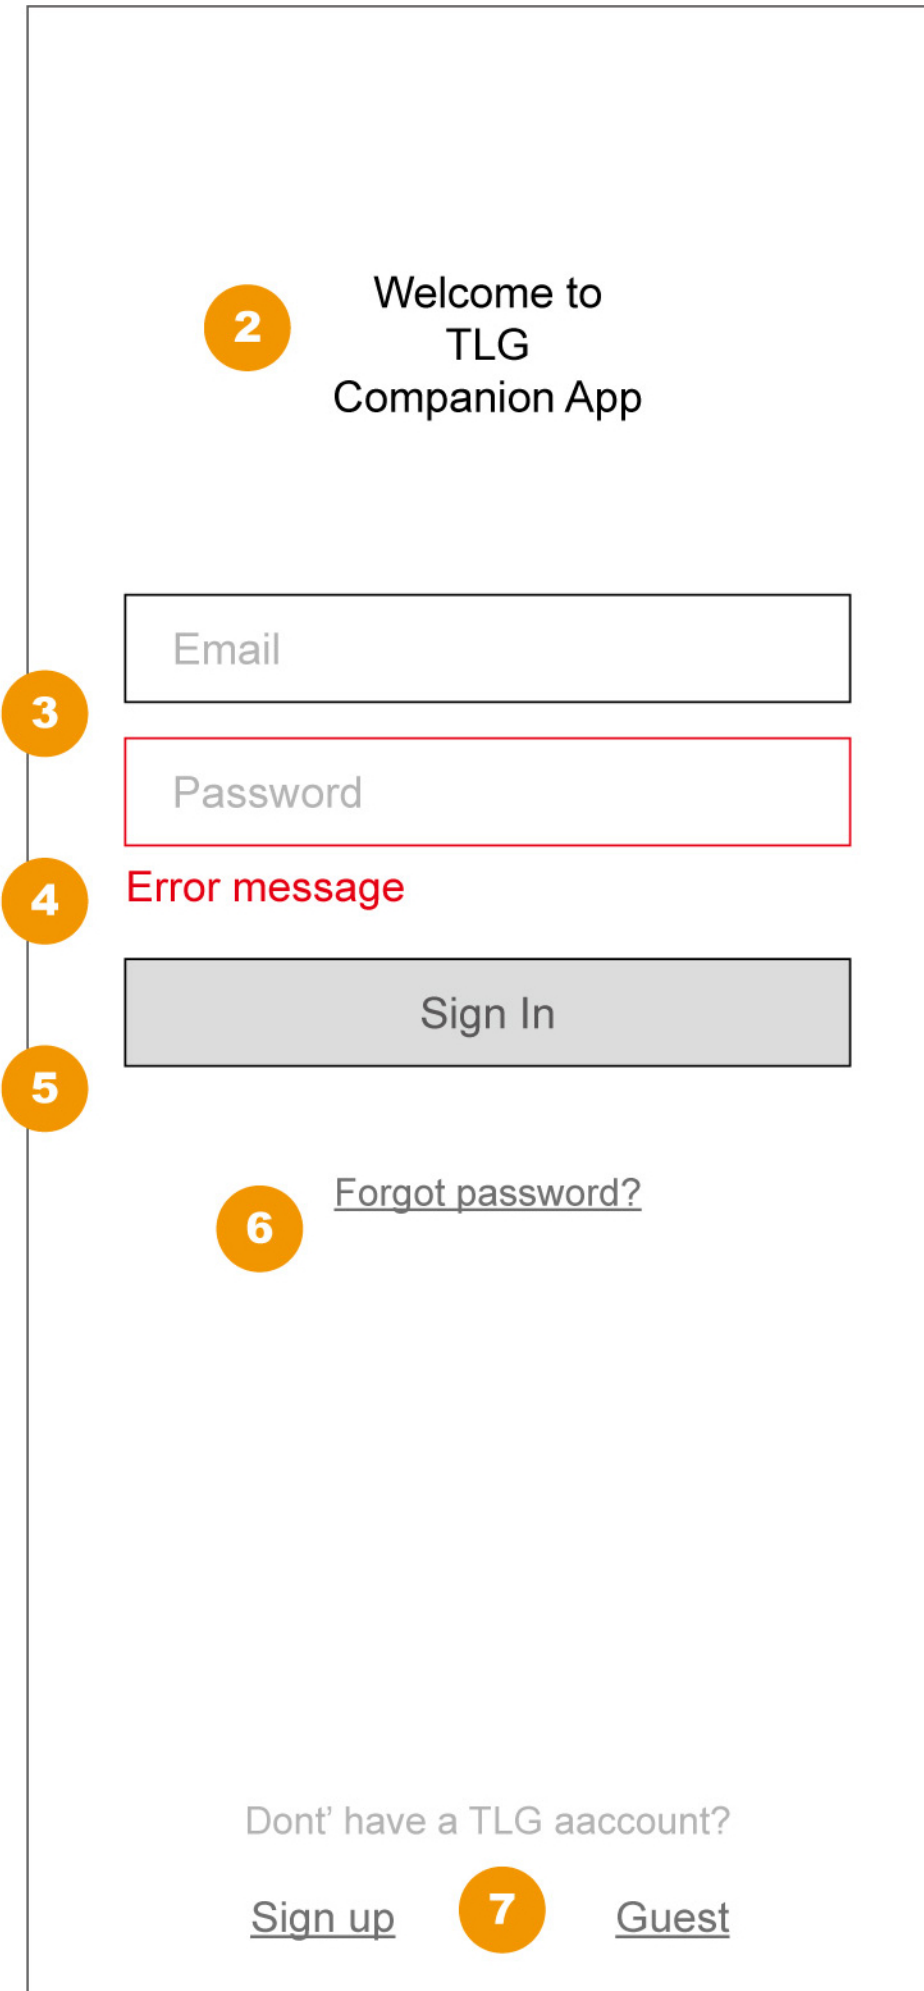 2
Welcome to
TLG
Companion App
Email
3
Password
4
Error message
Sign In
5
Forgot password?
6
Dont' have a TLG aaccount?
Sign up
7
Guest